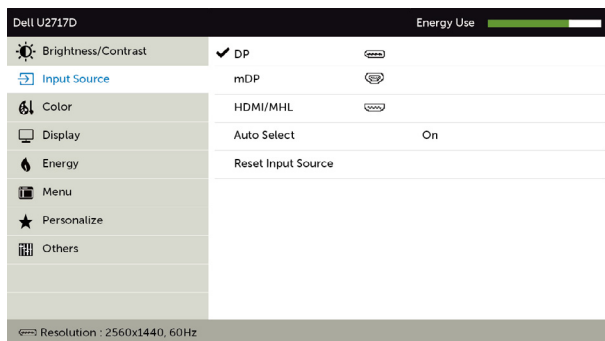 Dell U2717D Energy Use
Brightness/Contrast DP
Input Source mDP
Color HDMI/MHL
Display Auto Select On
Energy Reset Input Source
Menu
Personalize
Others
Resolution : 2560x1440, 60Hz